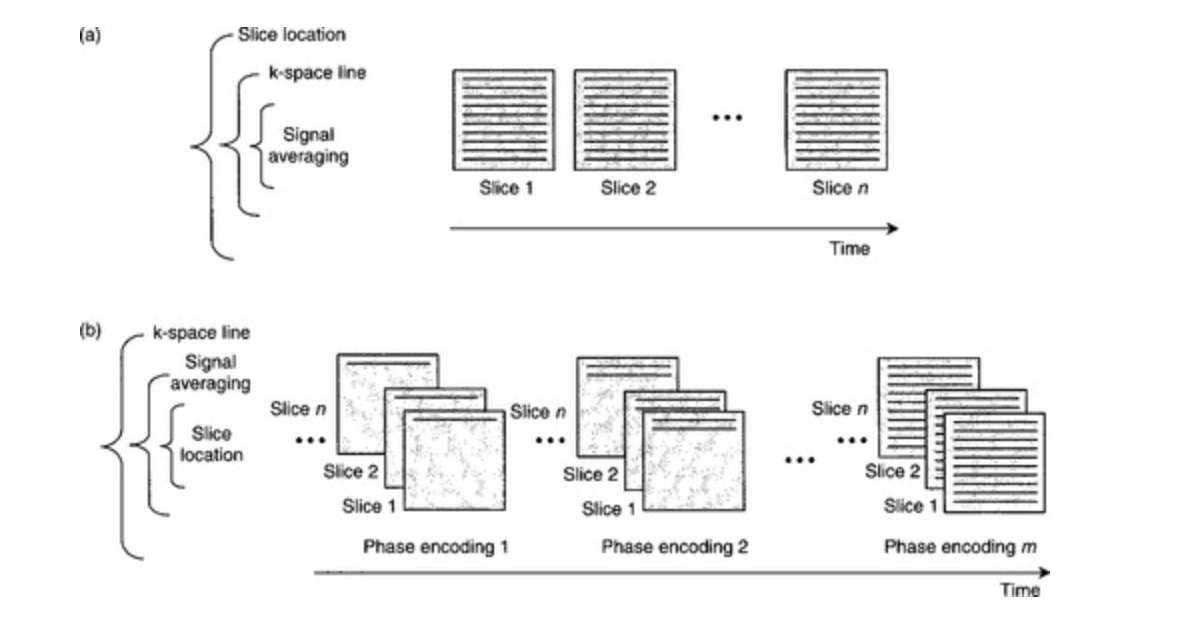 (a)
Slice location
k-space line
Signal
averaging
Slice 1
Slice 2
Slice n
Time
(b)
k-space line
Signal
averaging
Slice
location
Slice n
Slice 2
Slice 1
Phase encoding 1
Slice n
Slice 2
Slice 1
Phase encoding 2
Slice n
Slice 2
Slice 1
Phase encoding m
Time